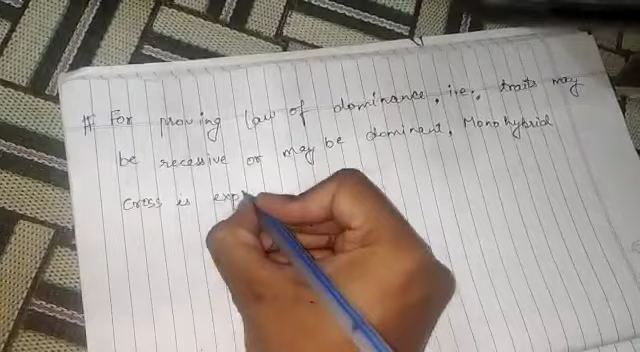 # For proving law of dominance, i.e., traits may
be recessive or may be dominant, Monohybrid
cross is exp